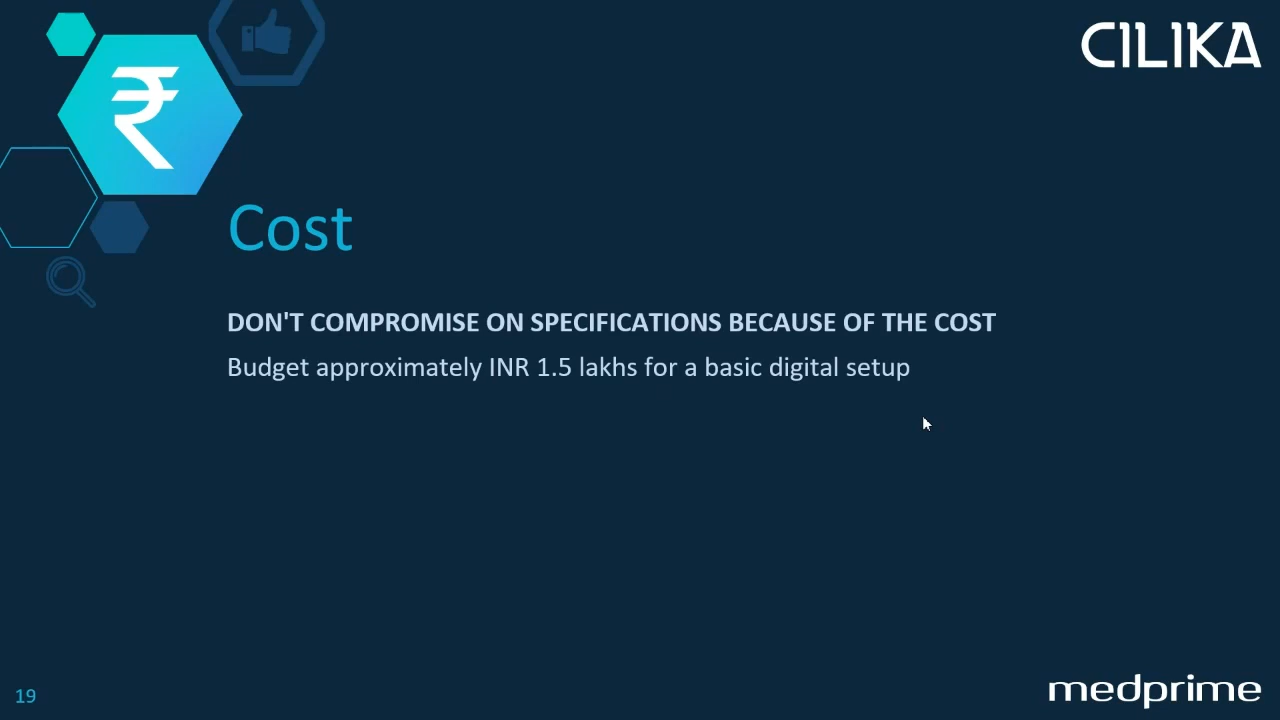 CILIKA
₹
Cost
DON'T COMPROMISE ON SPECIFICATIONS BECAUSE OF THE COST
Budget approximately INR 1.5 lakhs for a basic digital setup
19
medprime